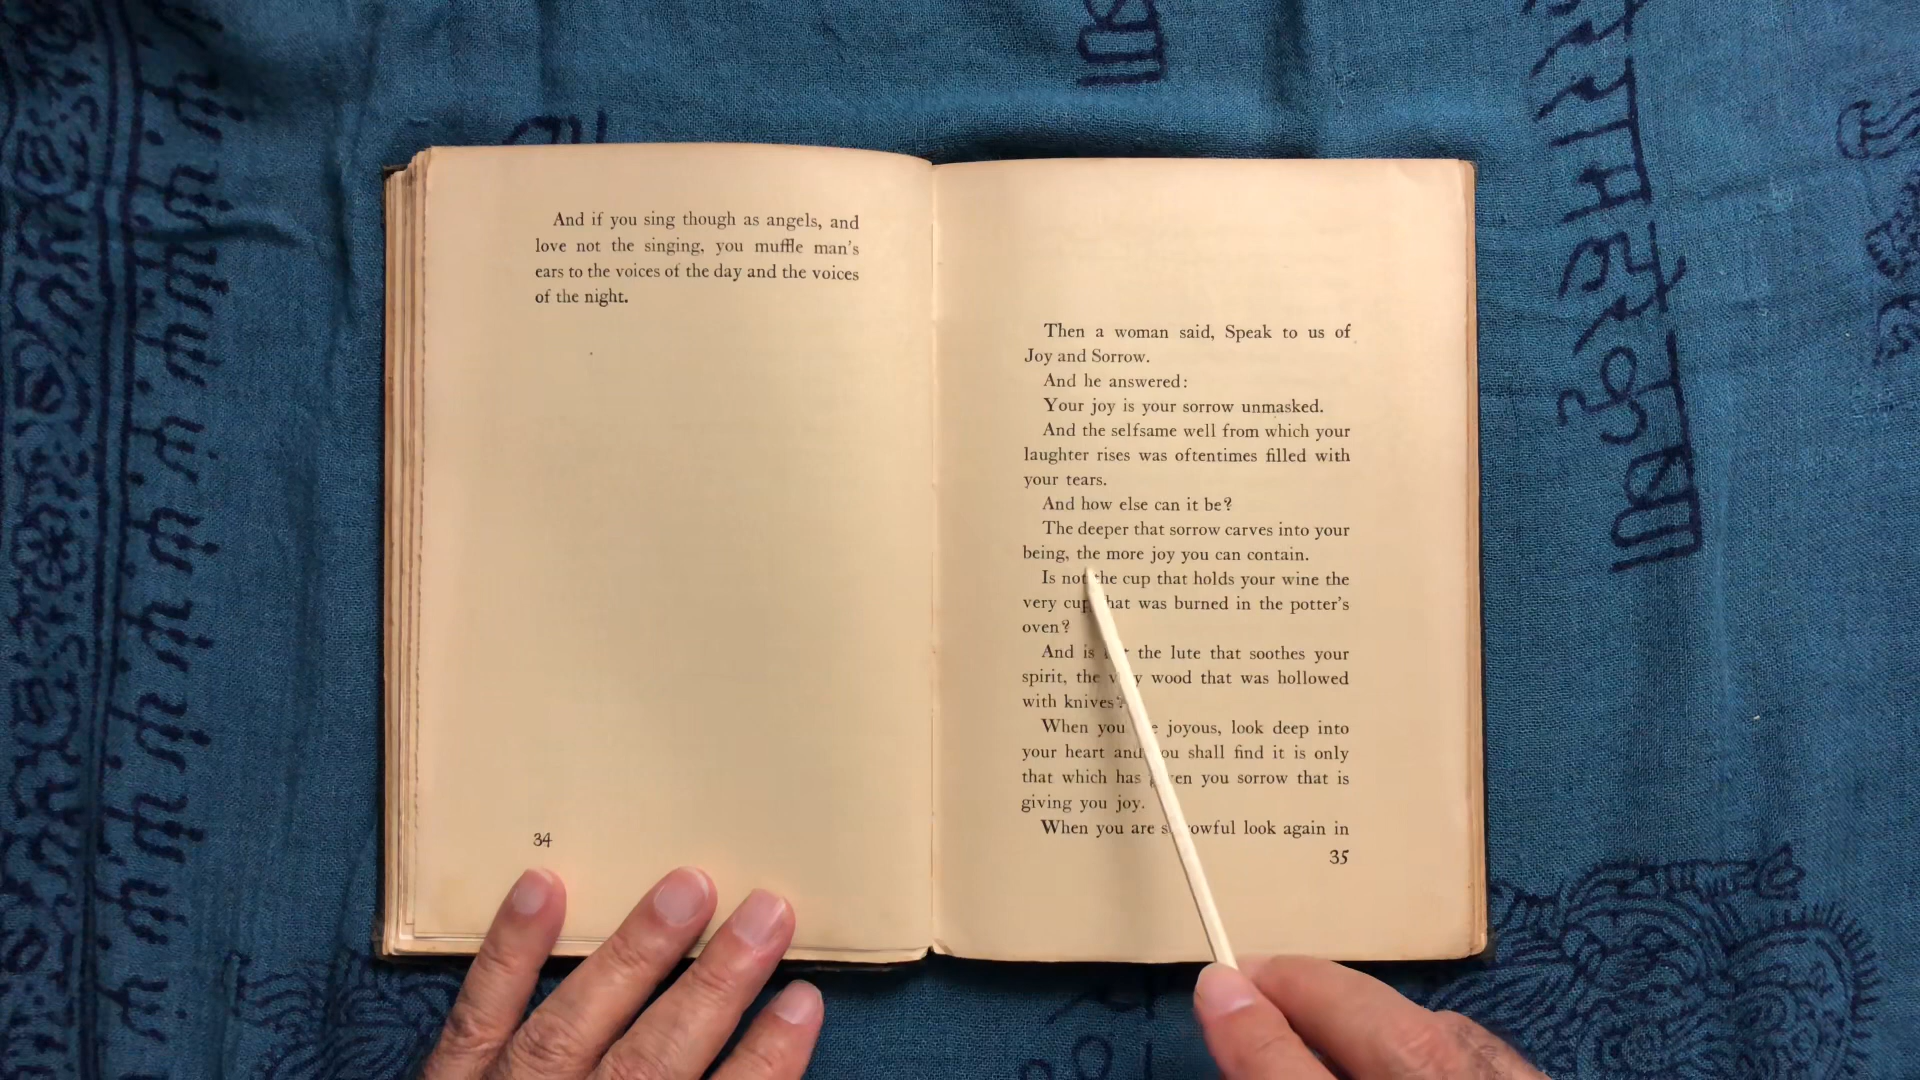 And if you sing though as angels, and
love not the singing, you muffle man's
ears to the voices of the day and the voices
of the night.
34
Then a woman said, Speak to us of
Joy and Sorrow.
And he answered:
Your joy is your sorrow unmasked.
And the selfsame well from which your
laughter rises was oftentimes filled with
your tears.
And how else can it be?
The deeper that sorrow carves into your
being, the more joy you can contain.
Is not the cup that holds your wine the
very cup that was burned in the potter's
oven?
And is the lute that soothes your
spirit, the very wood that was hollowed
with knives?
When you joyous, look deep into
your heart and you shall find it is only
that which has given you sorrow that is
giving you joy.
When you are sorrowful look again in
35